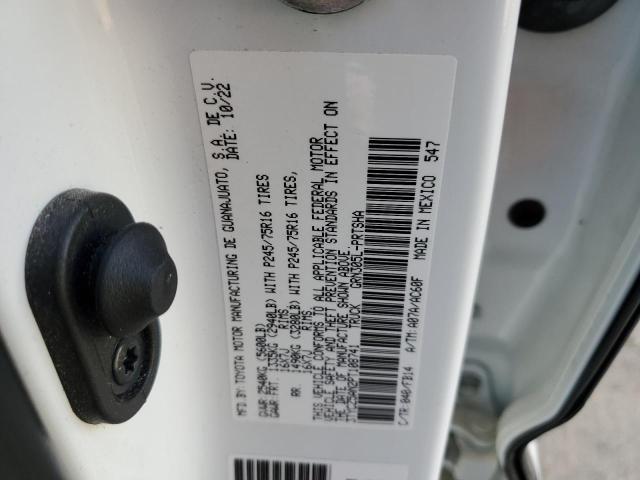 MFD. BY: TOYOTA MOTOR MANUFACTURING DE GUANAJUATO, S.A. DE C.V.
DATE: 10/22
GVWR 2540KG (5600LB)
GAWR FRT. 1335KG (2940LB) WITH P245/75R16 TIRES
16X7J RIMS,
RR. 1490KG (3280LB) WITH P245/75R16 TIRES,
16X7J RIMS,
THIS VEHICLE CONFORMS TO ALL APPLICABLE FEDERAL MOTOR
VEHICLE SAFETY AND THEFT PREVENTION STANDARDS IN EFFECT ON
THE DATE OF MANUFACTURE SHOWN ABOVE.
TRUCK GRN305L-PRTSHA
C/TR: 040/FB14 A/TM: A07A/AC60F
MADE IN MEXICO 547